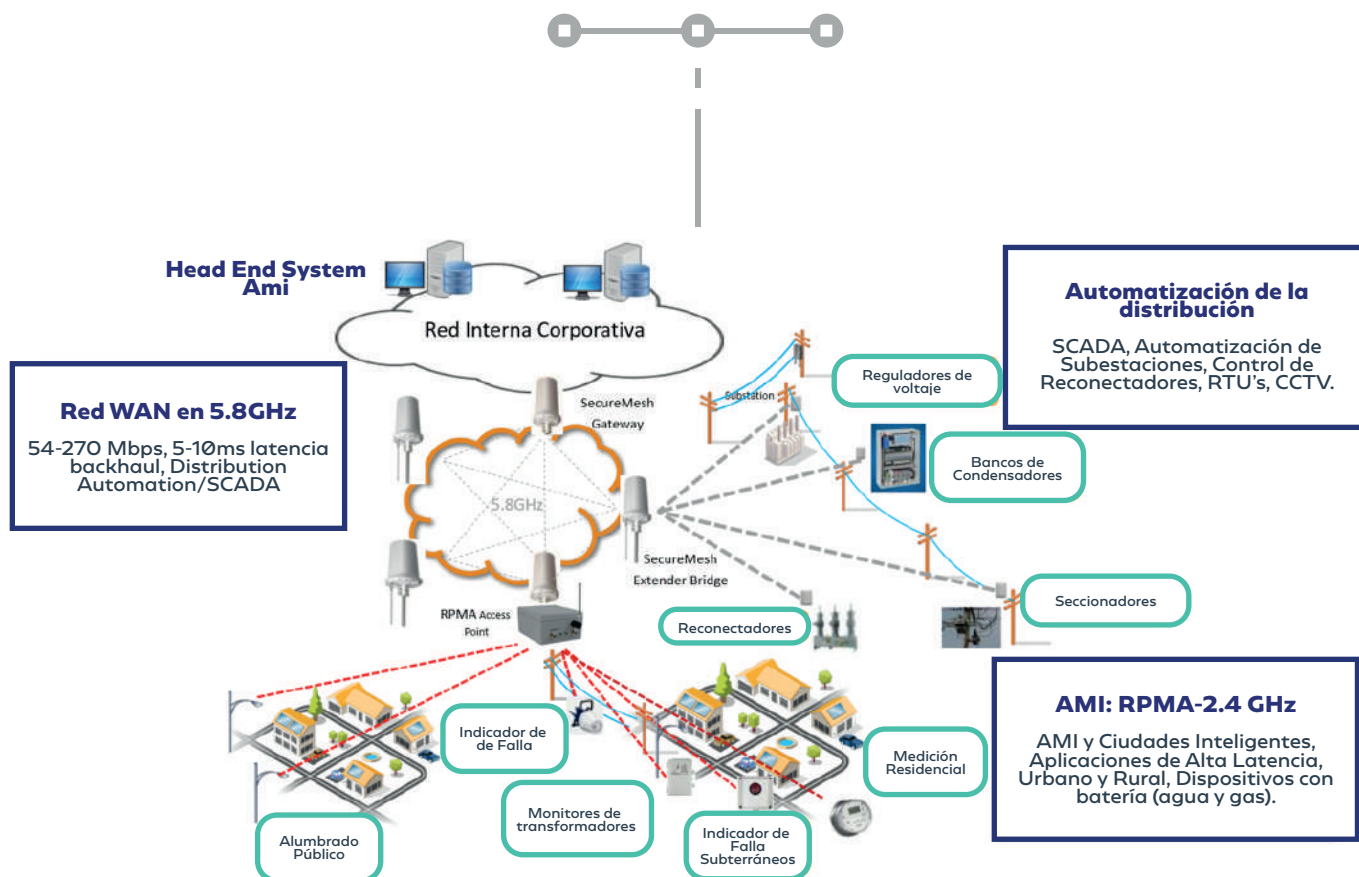 Head End System
Ami
Red Interna Corporativa
Automatización de la
distribución
SCADA, Automatización de
Subestaciones, Control de
Reconectadores, RTU's, CCTV.
Red WAN en 5.8GHz
54-270 Mbps, 5-10ms latencia
backhaul, Distribution
Automation/SCADA
SecureMesh
Gateway
Reguladores de
voltaje
Substation
Bancos de
Condensadores
5.8GHz
SecureMesh
Extender Bridge
RPMA Access
Point
Reconectadores
Seccionadores
AMI: RPMA-2.4 GHz
AMI y Ciudades Inteligentes,
Aplicaciones de Alta Latencia,
Urbano y Rural, Dispositivos con
batería (agua y gas).
Indicador de
de Falla
Medición
Residencial
Monitores de
transformadores
Alumbrado
Público
Indicador de
Falla
Subterráneos